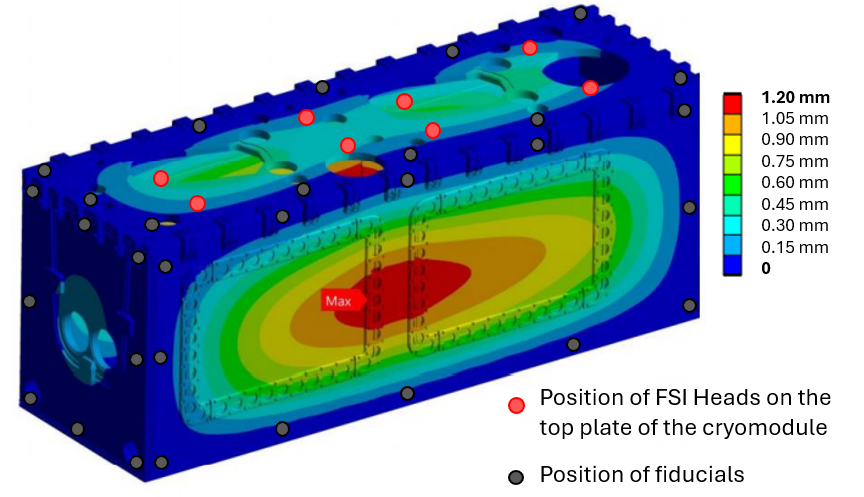 1.20 mm
1.05 mm
0.90 mm
0.75 mm
0.60 mm
0.45 mm
0.30 mm
0.15 mm
0
Max
Position of FSI Heads on the
top plate of the cryomodule
Position of fiducials